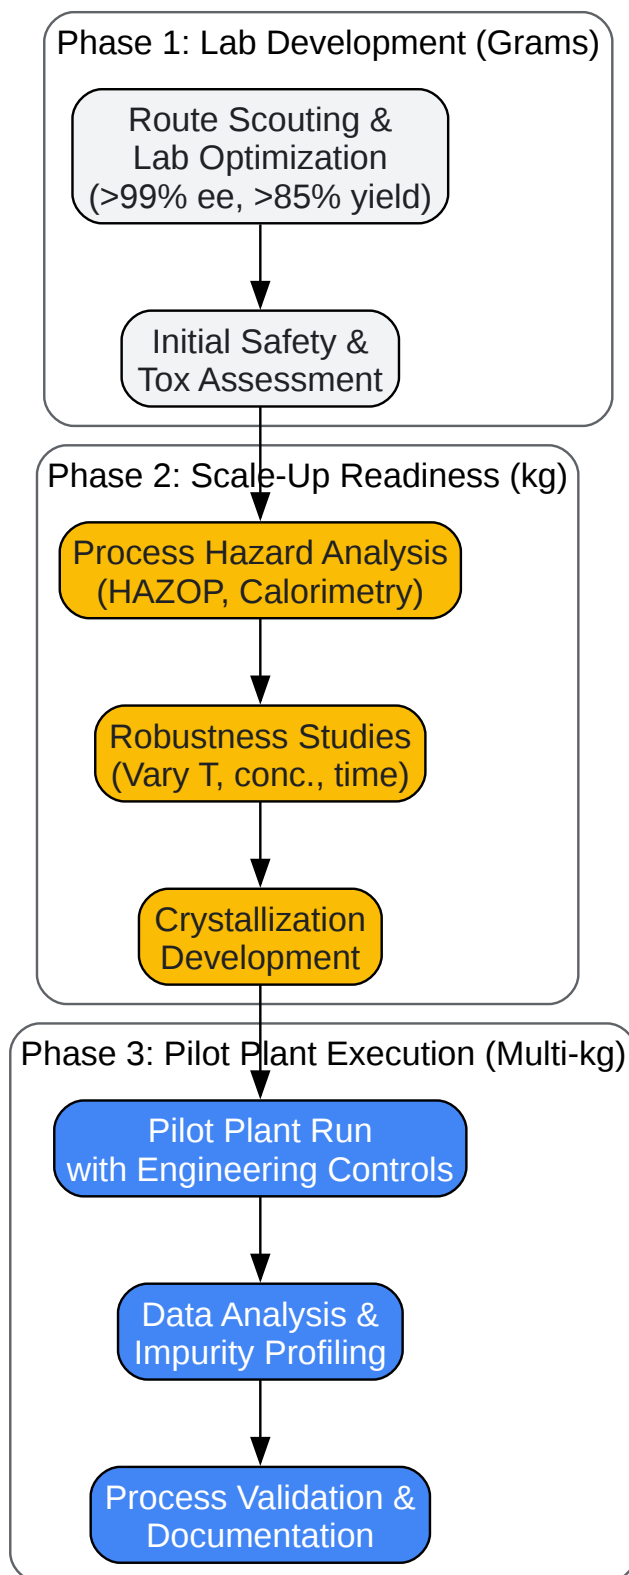 Phase 1: Lab Development (Grams)
Route Scouting &
Lab Optimization
(>99% ee, >85% yield)
Initial Safety &
Tox Assessment
Phase 2: Scale-Up Readiness (kg)
Process Hazard Analysis
(HAZOP, Calorimetry)
Robustness Studies
(Vary T, conc., time)
Crystallization
Development
Phase 3: Pilot Plant Execution (Multi-kg)
Pilot Plant Run
with Engineering Controls
Data Analysis &
Impurity Profiling
Process Validation &
Documentation